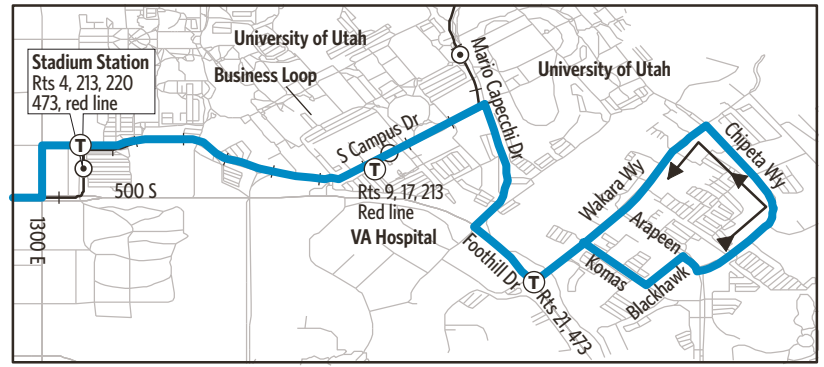 University of Utah
Stadium Station
Rts 4, 213, 220
473, red line
Business Loop
Mario Capecchi Dr
University of Utah
S Campus Dr
T
T
Rts 9, 17, 213
Red line
500 S
VA Hospital
1300 E
Foothill Dr
T
Rts 21, 473
Wakara Wy
Chipeta Wy
Arapeen
Komas
Blackhawk